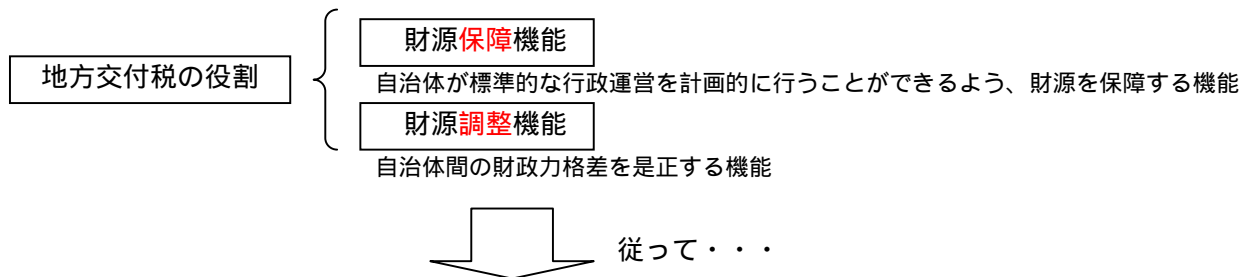 財源保障機能
地方交付税の役割
自治体が標準的な行政運営を計画的に行うことができるよう、財源を保障する機能
財源調整機能
自治体間の財政力格差を是正する機能
従って・・・